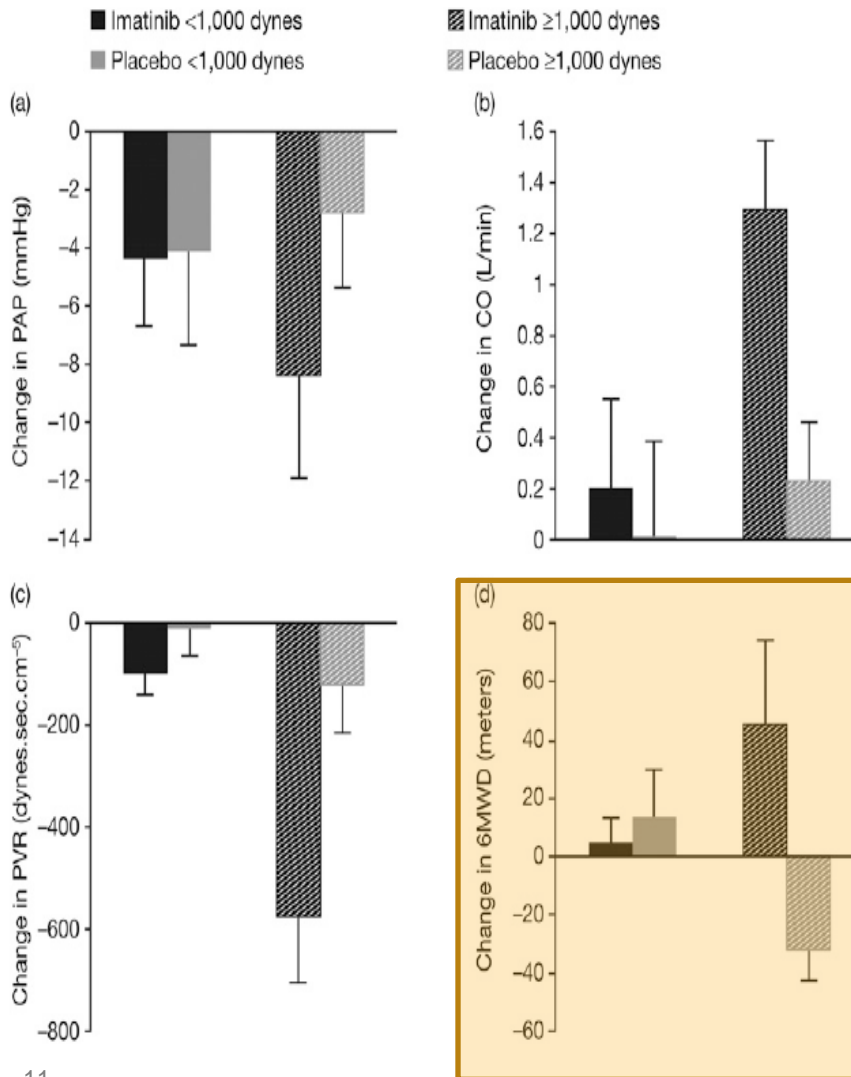 Imatinib <1,000 dynes
Imatinib ≥1,000 dynes
Placebo <1,000 dynes
Placebo ≥1,000 dynes
(a)
Change in PAP (mmHg)
0
−2
−4
−6
−8
−10
−12
−14
(b)
Change in CO (L/min)
1.6
1.4
1.2
1
0.8
0.6
0.4
0.2
0
(c)
Change in PVR (dynes.sec.cm⁻⁵)
0
−200
−400
−600
−800
(d)
Change in 6MWD (meters)
80
60
40
20
0
−20
−40
−60